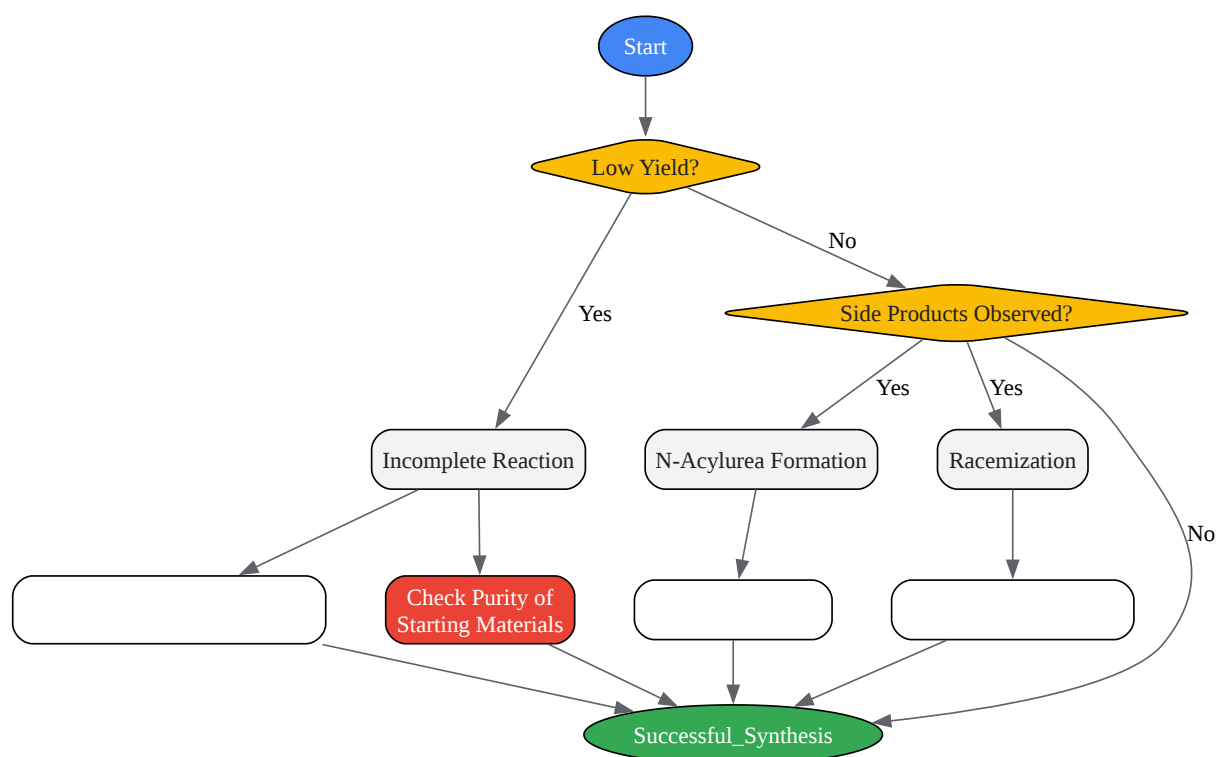 Start
Low Yield?
No
Side Products Observed?
Yes
Yes
Yes
Incomplete Reaction
N-Acylurea Formation
Racemization
No
Check Purity of
Starting Materials
Successful_Synthesis